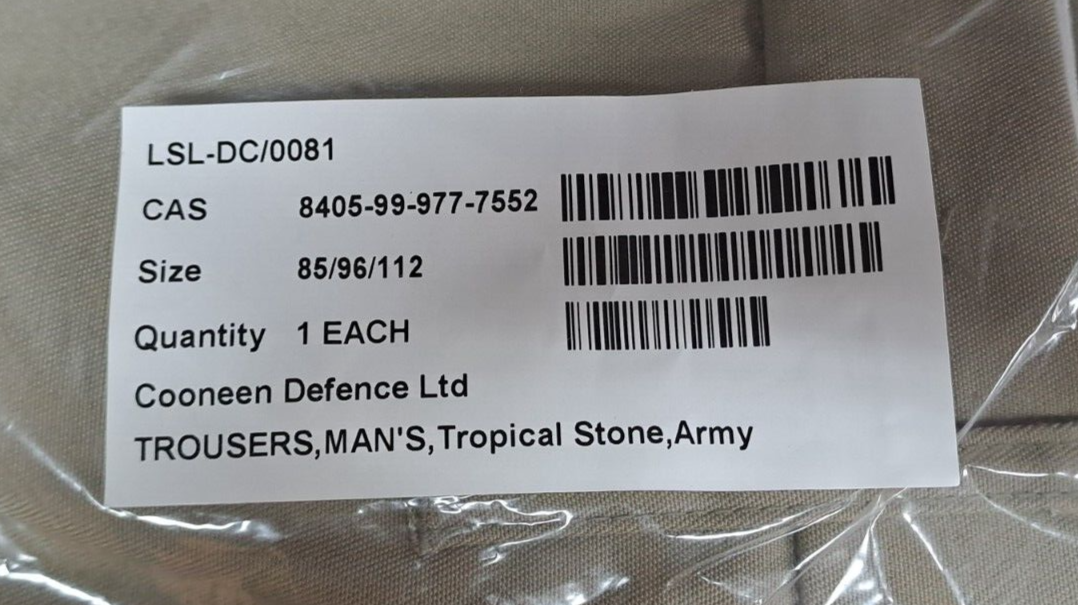 LSL-DC/0081
CAS 8405-99-977-7552
Size 85/96/112
Quantity 1 EACH
Cooneen Defence Ltd
TROUSERS,MAN'S,Tropical Stone,Army